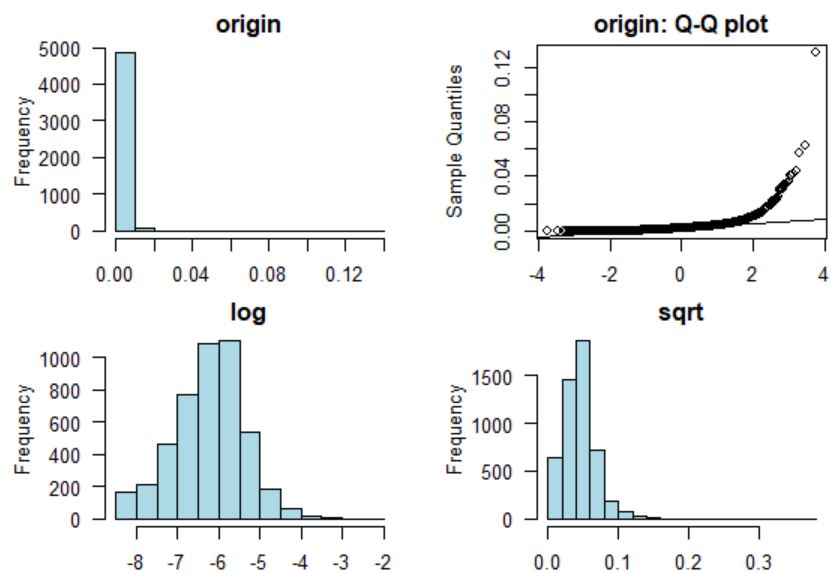 origin
Frequency
5000
4000
3000
2000
1000
0
0.00 0.04 0.08 0.12
origin: Q-Q plot
Sample Quantiles
0.12
0.08
0.04
0.00
-4 -2 0 2 4
log
Frequency
1000
800
600
400
200
0
-8 -7 -6 -5 -4 -3 -2
sqrt
Frequency
1500
1000
500
0
0.0 0.1 0.2 0.3